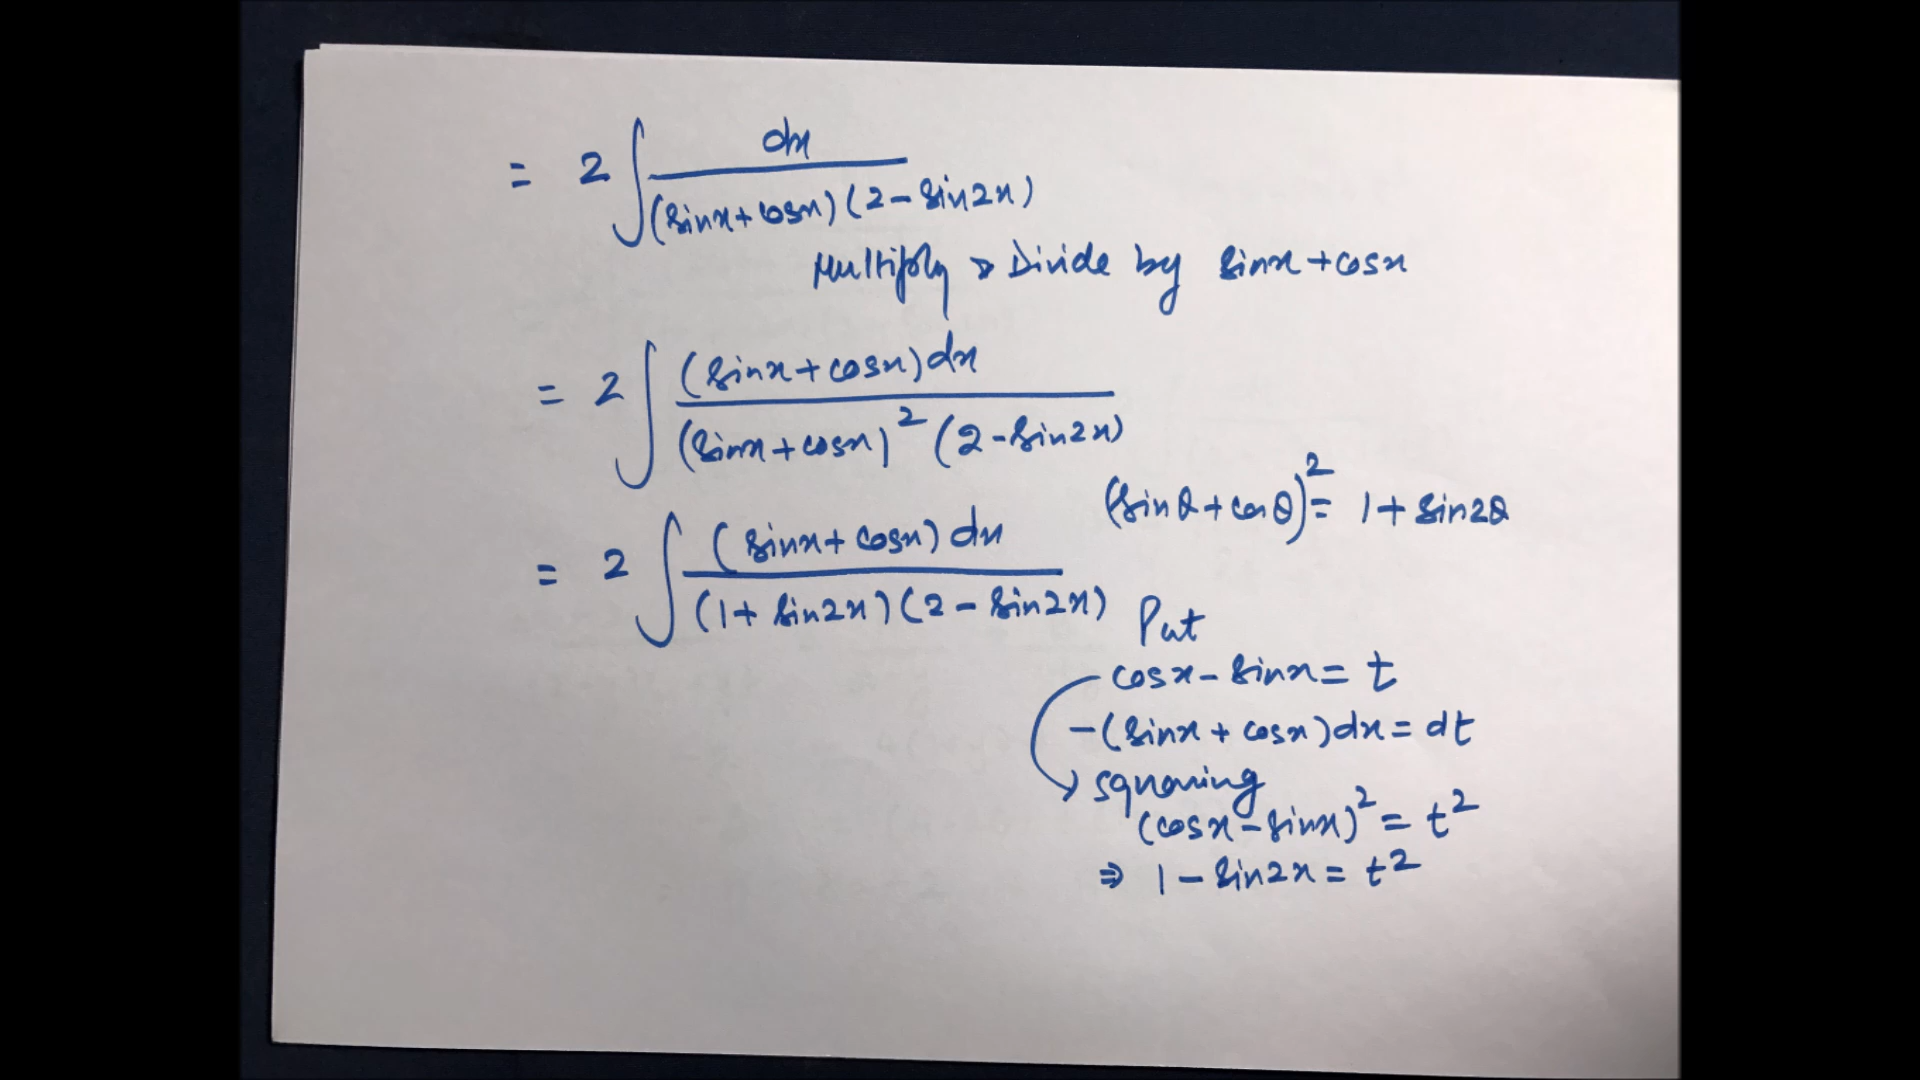 = 2 ∫ dx / (sinx+cosx)(2-sin2x)
Multiply & Divide by sinx+cosx
= 2 ∫ (sinx+cosx)dx / (sinx+cosx)² (2-sin2x)
(sinθ+cosθ)² = 1+sin2θ
= 2 ∫ (sinx+cosx) dx / (1+sin2x)(2-sin2x)
Put
cosx-sinx= t
-(sinx+cosx)dx= dt
squaring
(cosx-sinx)² = t²
⇒ 1-sin2x= t²